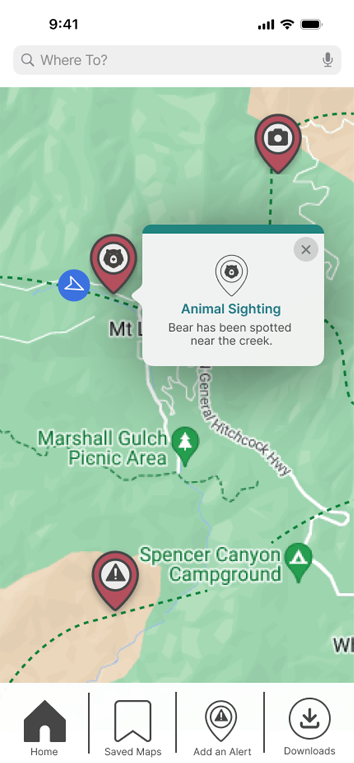 9:41
Where To?
Animal Sighting
Bear has been spotted
near the creek.
Mt L
General Hitchcock Hwy
Marshall Gulch
Picnic Area
Spencer Canyon
Campground
Wh
Home
Saved Maps
Add an Alert
Downloads